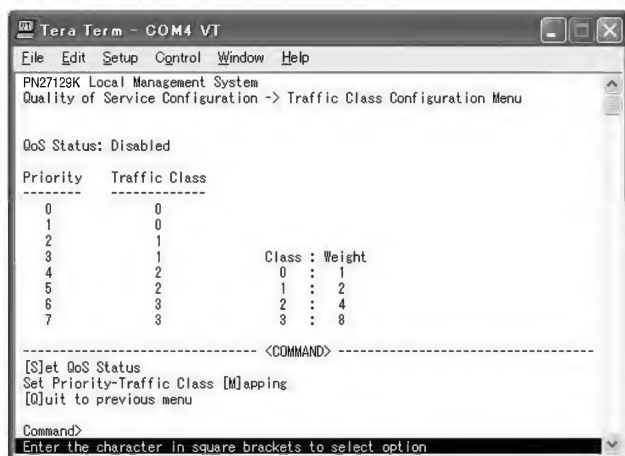 Tera Term - COM4 VT
File Edit Setup Control Window Help
PN27129K Local Management System
Quality of Service Configuration -> Traffic Class Configuration Menu
QoS Status: Disabled
Priority Traffic Class
-------- -------------
0 0
1 0
2 1
3 1 Class : Weight
4 2 0 : 1
5 2 1 : 2
6 3 2 : 4
7 3 3 : 8
------------------------------ <COMMAND> ---------------------------------
[S]et QoS Status
Set Priority-Traffic Class [M]apping
[Q]uit to previous menu
Command>
Enter the character in square brackets to select option